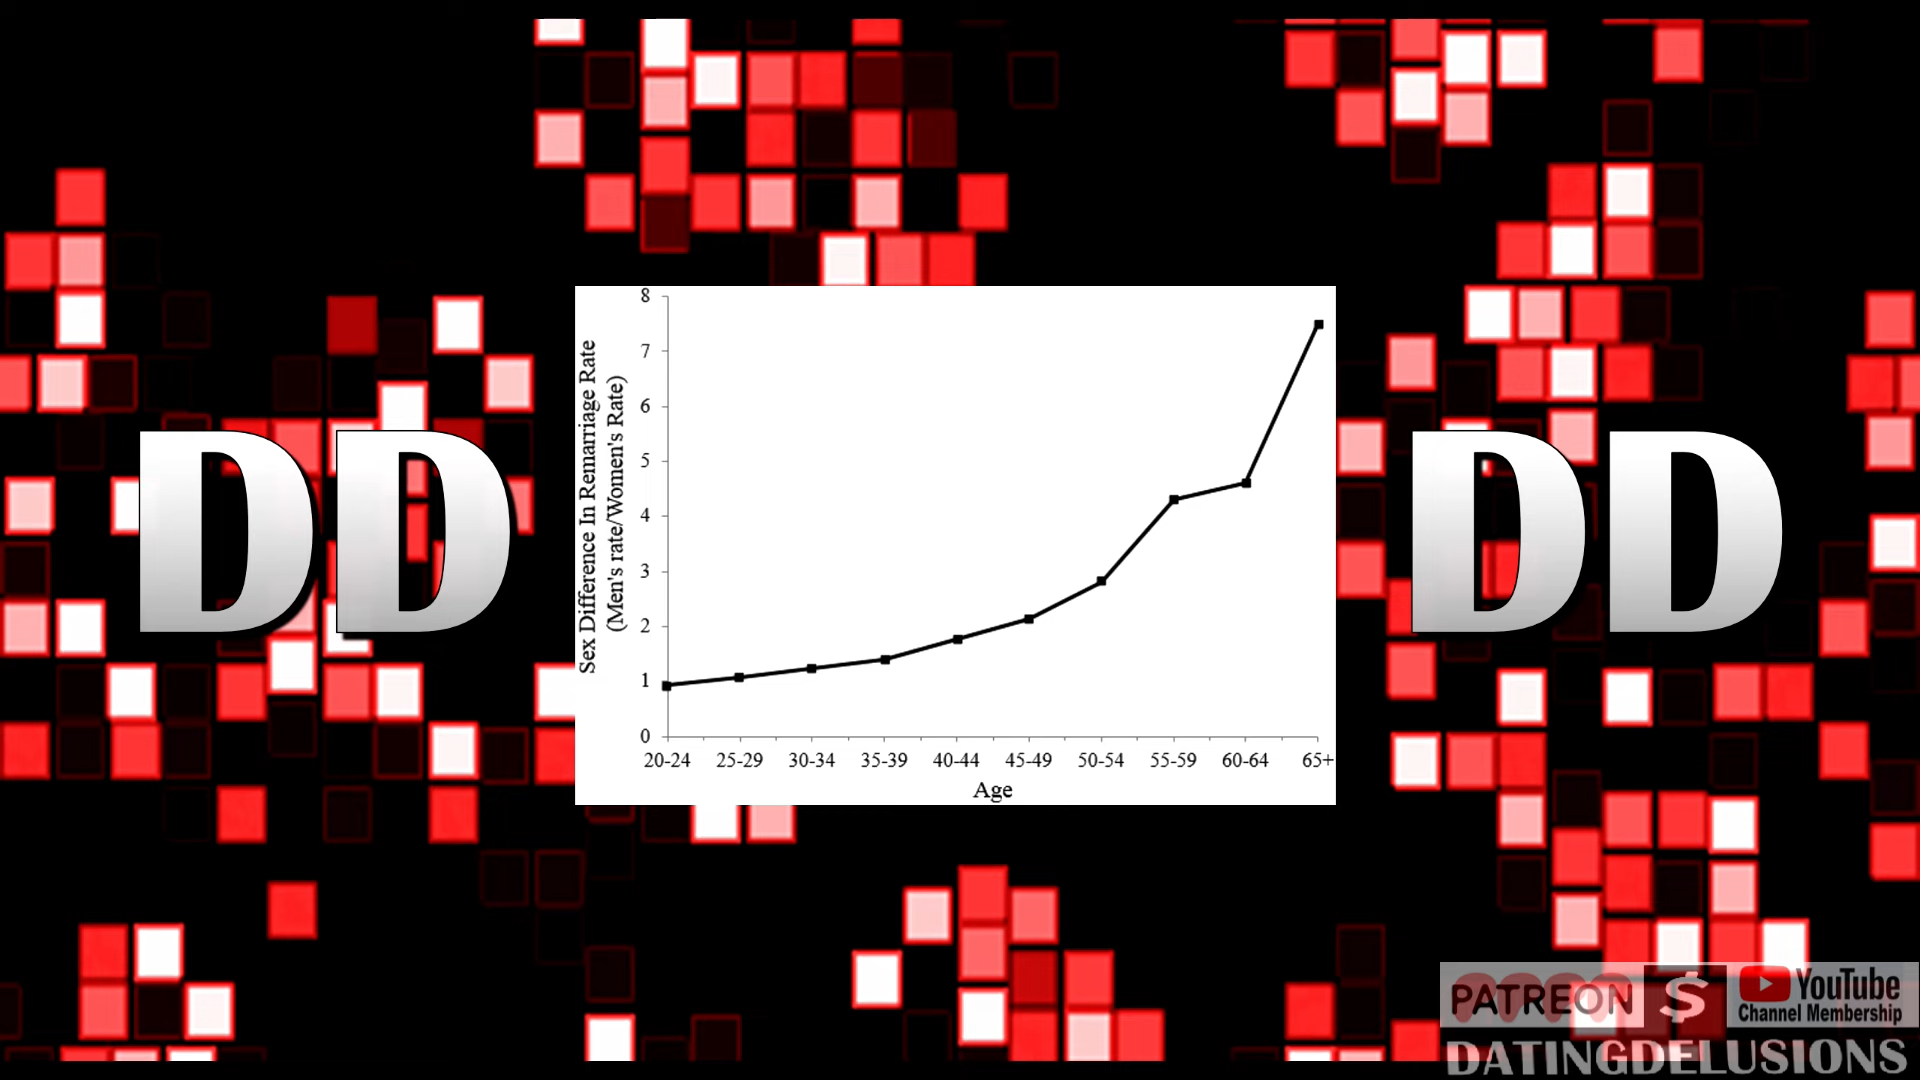 DD
DD
8
7
6
5
4
3
2
1
0
Sex Difference In Remarriage Rate
(Men's rate/Women's Rate)
20-24 25-29 30-34 35-39 40-44 45-49 50-54 55-59 60-64 65+
Age
PATREON $ YouTube
Channel Membership
DATINGDELUSIONS